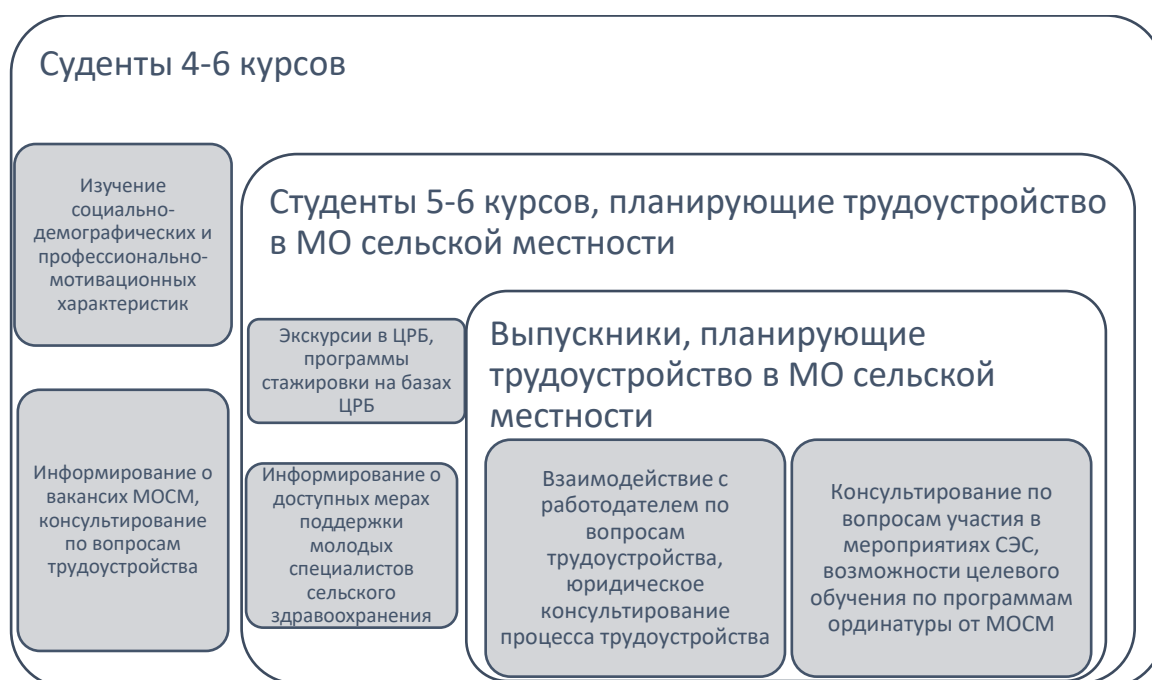 Суденты 4-6 курсов
Изучение
социально-
демографических и
профессионально-
мотивационных
характеристик
Информирование о
вакансих МОСМ,
консультирование
по вопросам
трудоустройства
Студенты 5-6 курсов, планирующие трудоустройство
в МО сельской местности
Экскурсии в ЦРБ,
программы
стажировки на базах
ЦРБ
Информирование о
доступных мерах
поддержки
молодых
специалистов
сельского
здравоохранения
Выпускники, планирующие
трудоустройство в МО сельской
местности
Взаимодействие с
работодателем по
вопросам
трудоустройства,
юридическое
консультирование
процесса трудоустройства
Консультирование по
вопросам участия в
мероприятиях СЭС,
возможности целевого
обучения по программам
ординатуры от МОСМ